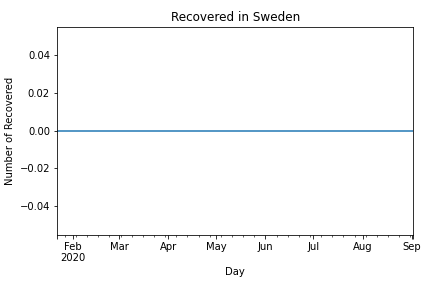 Recovered in Sweden
Number of Recovered
0.04
0.02
0.00
−0.02
−0.04
Feb Mar Apr May Jun Jul Aug Sep
2020
Day